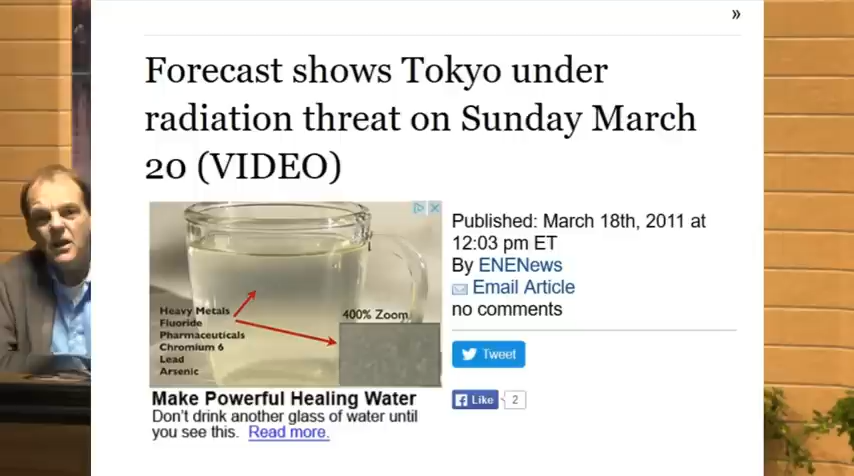 »
Forecast shows Tokyo under
radiation threat on Sunday March
20 (VIDEO)
Published: March 18th, 2011 at
12:03 pm ET
By ENENews
Email Article
no comments
Tweet
Like 2
Heavy Metals
Fluoride
Pharmaceuticals
Chromium 6
Lead
Arsenic
400% Zoom
Make Powerful Healing Water
Don't drink another glass of water until
you see this. Read more.